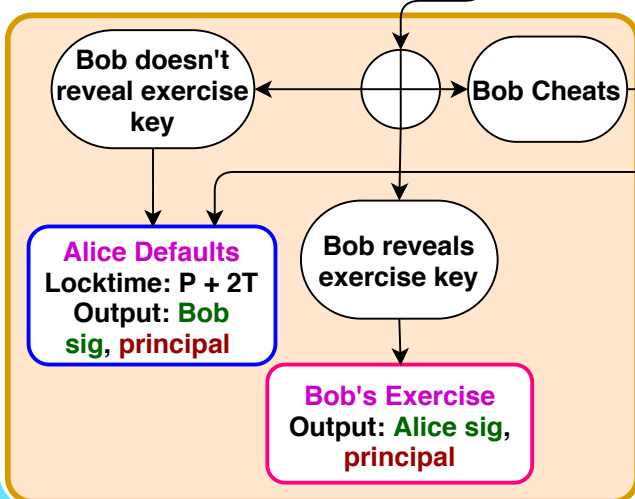 Bob doesn't
reveal exercise
key
Bob Cheats
Alice Defaults
Locktime: P + 2T
Output: Bob
sig, principal
Bob reveals
exercise key
Bob's Exercise
Output: Alice sig,
principal